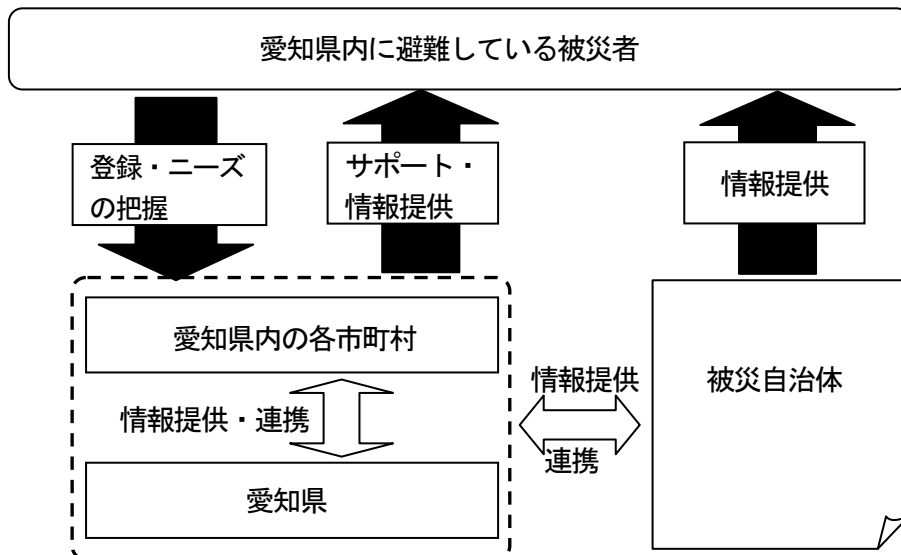 愛知県内に避難している被災者
登録・ニーズ
の把握
サポート・
情報提供
情報提供
愛知県内の各市町村
情報提供・連携
愛知県
情報提供
連携
被災自治体